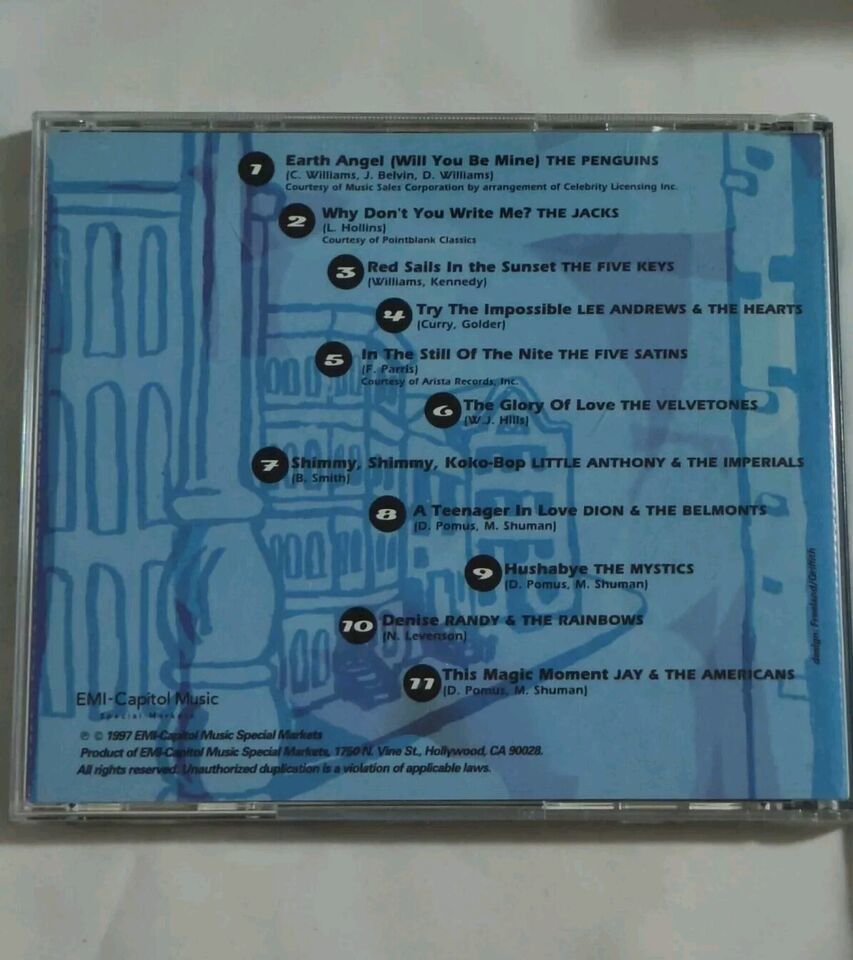 1 Earth Angel (Will You Be Mine) THE PENGUINS
(C. Williams, J. Belvin, D. Williams)
Courtesy of Music Sales Corporation by arrangement of Celebrity Licensing Inc.
2 Why Don't You Write Me? THE JACKS
(L. Hollins)
Courtesy of Pointblank Classics
3 Red Sails In the Sunset THE FIVE KEYS
(Williams, Kennedy)
4 Try The Impossible LEE ANDREWS & THE HEARTS
(Curry, Golder)
5 In The Still Of The Nite THE FIVE SATINS
(F. Parris)
Courtesy of Arista Records, Inc.
6 The Glory Of Love THE VELVETONES
(W.J. Hills)
7 Shimmy, Shimmy, Koko-Bop LITTLE ANTHONY & THE IMPERIALS
(B. Smith)
8 A Teenager In Love DION & THE BELMONTS
(D. Pomus, M. Shuman)
9 Hushabye THE MYSTICS
(D. Pomus, M. Shuman)
10 Denise RANDY & THE RAINBOWS
(N. Levenson)
11 This Magic Moment JAY & THE AMERICANS
(D. Pomus, M. Shuman)
design: Freeland/Griffith
EMI-Capitol Music
Special Markets
℗ © 1997 EMI-Capitol Music Special Markets
Product of EMI-Capitol Music Special Markets, 1750 N. Vine St., Hollywood, CA 90028.
All rights reserved. Unauthorized duplication is a violation of applicable laws.